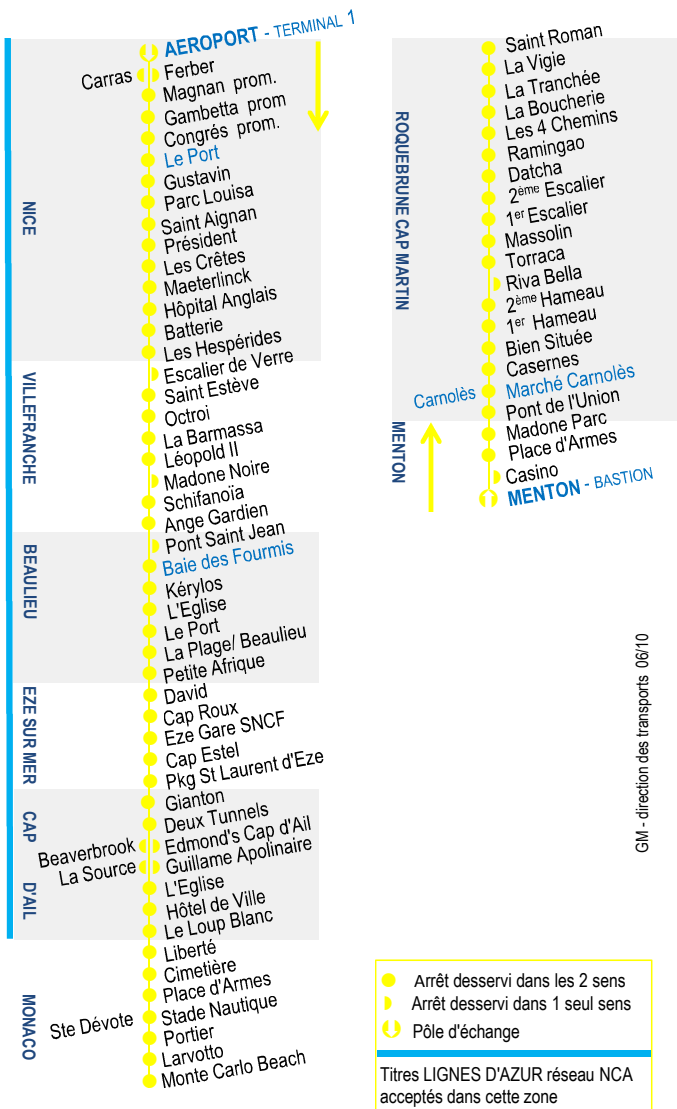 AEROPORT - TERMINAL 1
Carras
Ferber
Magnan prom.
Gambetta prom
Congrés prom.
Le Port
Gustavin
Parc Louisa
Saint Aignan
Président
Les Crêtes
Maeterlinck
Hôpital Anglais
Batterie
Les Hespérides
NICE
Escalier de Verre
Saint Estève
Octroi
La Barmassa
Léopold II
Madone Noire
Schifanoïa
Ange Gardien
VILLEFRANCHE
Pont Saint Jean
Baie des Fourmis
Kérylos
L'Eglise
Le Port
La Plage/ Beaulieu
Petite Afrique
BEAULIEU
David
Cap Roux
Eze Gare SNCF
Cap Estel
Pkg St Laurent d'Eze
EZE SUR MER
Gianton
Deux Tunnels
Beaverbrook
Edmond's Cap d'Ail
La Source
Guillame Apolinaire
L'Eglise
Hôtel de Ville
Le Loup Blanc
CAP D'AIL
Liberté
Cimetière
Place d'Armes
Ste Dévote
Stade Nautique
Portier
Larvotto
Monte Carlo Beach
MONACO
Saint Roman
La Vigie
La Tranchée
La Boucherie
Les 4 Chemins
Ramingao
Datcha
2ème Escalier
1er Escalier
Massolin
Torraca
Riva Bella
2ème Hameau
1er Hameau
Bien Située
Casernes
Carnolès
Marché Carnolès
ROQUEBRUNE CAP MARTIN
Pont de l'Union
Madone Parc
Place d'Armes
Casino
MENTON - BASTION
MENTON
GM - direction des transports 06/10
Arrêt desservi dans les 2 sens
Arrêt desservi dans 1 seul sens
Pôle d'échange
Titres LIGNES D'AZUR réseau NCA
acceptés dans cette zone